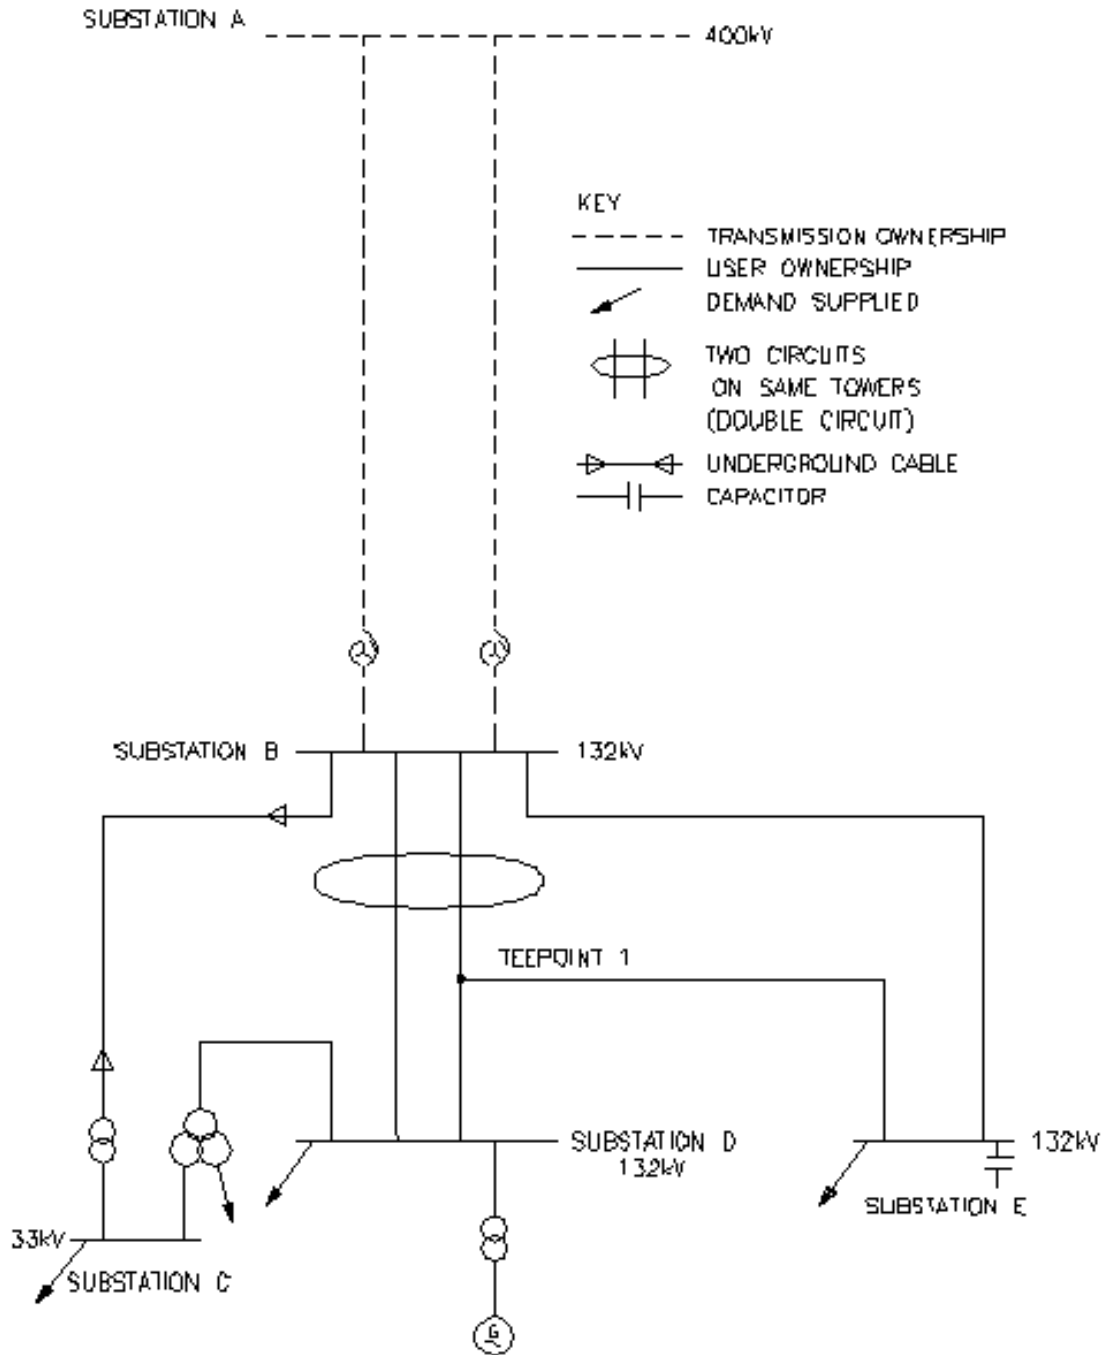 SUBSTATION A
400kV
KEY
TRANSMISSION OWNERSHIP
USER OWNERSHIP
DEMAND SUPPLIED
TWO CIRCUITS
ON SAME TOWERS
(DOUBLE CIRCUIT)
UNDERGROUND CABLE
CAPACITOR
SUBSTATION B
132kV
TEEPOINT 1
SUBSTATION D
132kV
132kV
SUBSTATION E
33kV
SUBSTATION C
G